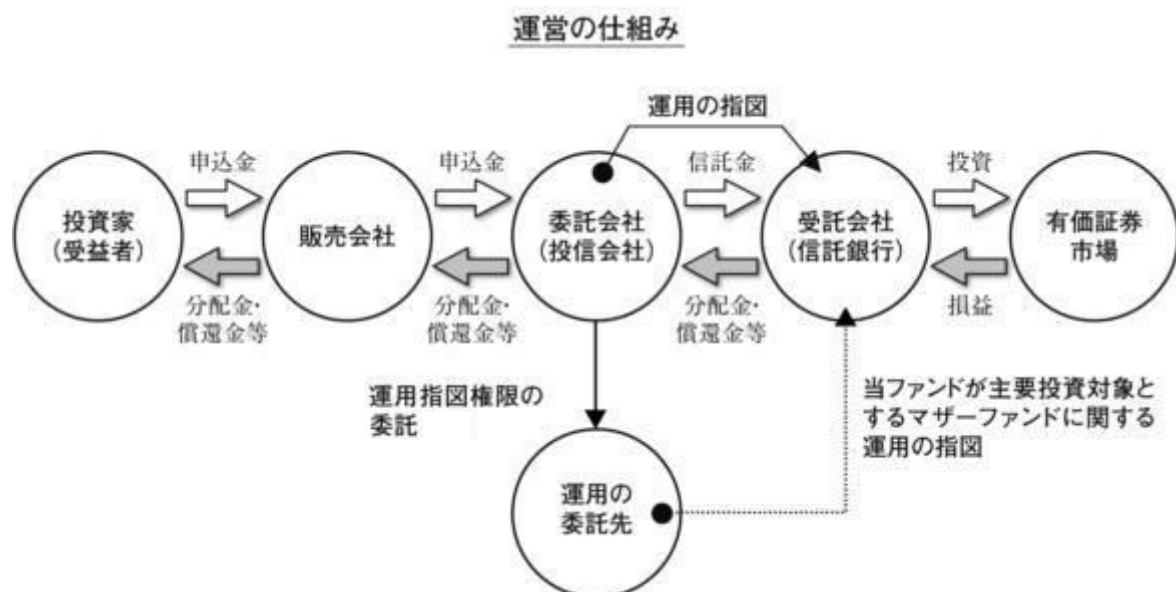 運営の仕組み
運用の指図
申込金
申込金
信託金
投資
投資家
(受益者)
販売会社
委託会社
(投信会社)
受託会社
(信託銀行)
有価証券
市場
分配金・
償還金等
分配金・
償還金等
分配金・
償還金等
損益
運用指図権限の
委託
当ファンドが主要投資対象と
するマザーファンドに関する
運用の指図
運用の
委託先